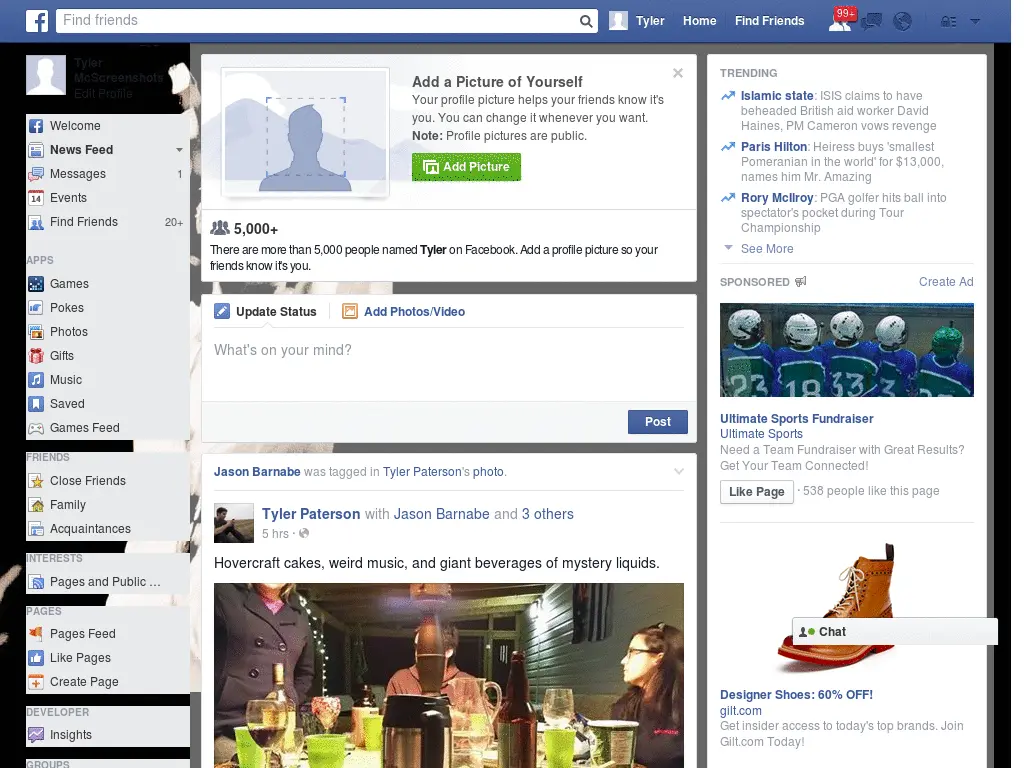 Find friends
Tyler
Home
Find Friends
99+
Tyler
McScreenshots
Edit Profile
Welcome
News Feed
Messages 1
14 Events
Find Friends 20+
APPS
Games
Pokes
Photos
Gifts
Music
Saved
Games Feed
FRIENDS
Close Friends
Family
Acquaintances
INTERESTS
Pages and Public ...
PAGES
Pages Feed
Like Pages
Create Page
DEVELOPER
Insights
GROUPS
Add a Picture of Yourself
Your profile picture helps your friends know it's
you. You can change it whenever you want.
Note: Profile pictures are public.
Add Picture
5,000+
There are more than 5,000 people named Tyler on Facebook. Add a profile picture so your
friends know it's you.
Update Status
Add Photos/Video
What's on your mind?
Post
Jason Barnabe was tagged in Tyler Paterson's photo.
Tyler Paterson with Jason Barnabe and 3 others
5 hrs ·
Hovercraft cakes, weird music, and giant beverages of mystery liquids.
TRENDING
Islamic state: ISIS claims to have
beheaded British aid worker David
Haines, PM Cameron vows revenge
Paris Hilton: Heiress buys 'smallest
Pomeranian in the world' for $13,000,
names him Mr. Amazing
Rory McIlroy: PGA golfer hits ball into
spectator's pocket during Tour
Championship
See More
SPONSORED
Create Ad
23 18 33
Ultimate Sports Fundraiser
Ultimate Sports
Need a Team Fundraiser with Great Results?
Get Your Team Connected!
Like Page · 538 people like this page
Chat
Designer Shoes: 60% OFF!
gilt.com
Get insider access to today's top brands. Join
Gilt.com Today!